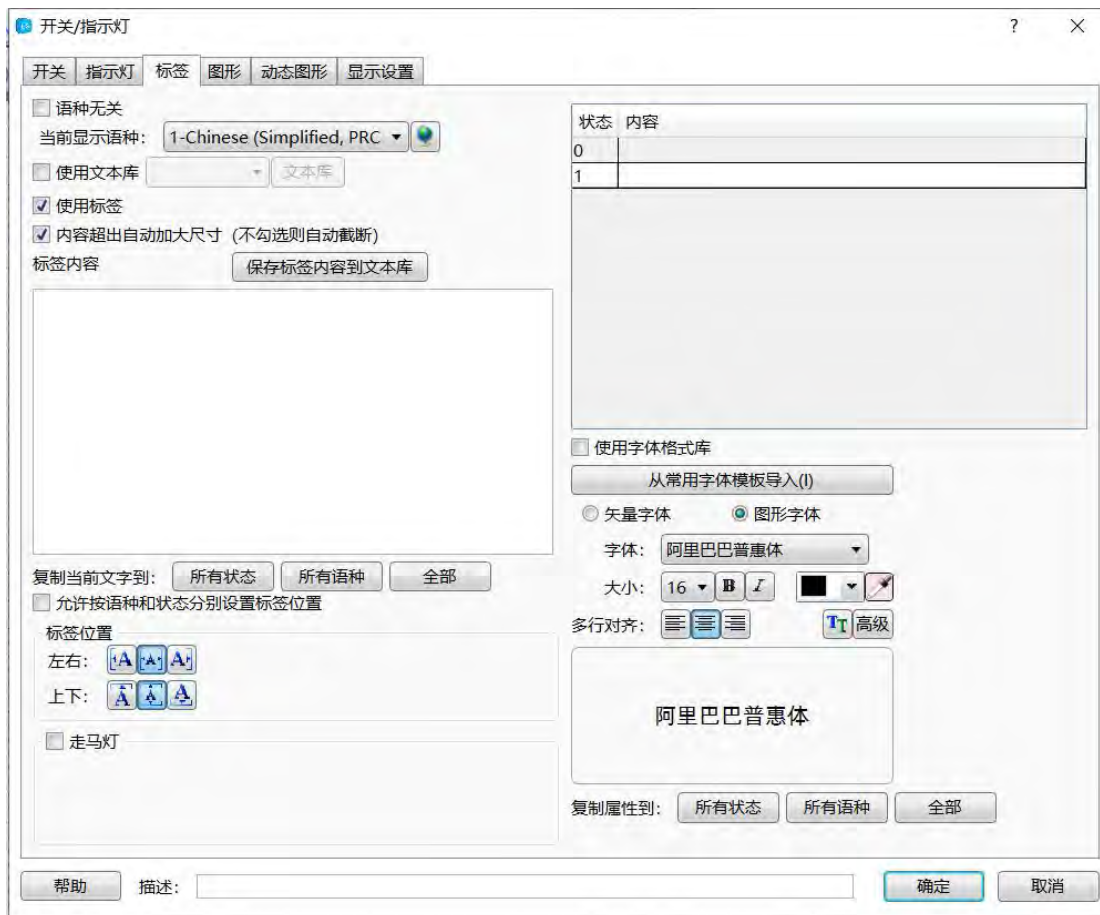 开关/指示灯
?
开关 指示灯 标签 图形 动态图形 显示设置
语种无关
当前显示语种： 1-Chinese (Simplified, PRC
使用文本库 文本库
使用标签
内容超出自动加大尺寸 (不勾选则自动截断)
标签内容 保存标签内容到文本库
复制当前文字到： 所有状态 所有语种 全部
允许按语种和状态分别设置标签位置
标签位置
左右： A A A
上下： A A A
走马灯
状态 内容
0
1
使用字体格式库
从常用字体模板导入(I)
矢量字体 图形字体
字体： 阿里巴巴普惠体
大小： 16 B I
多行对齐： TT 高级
阿里巴巴普惠体
复制属性到： 所有状态 所有语种 全部
帮助 描述： 确定 取消